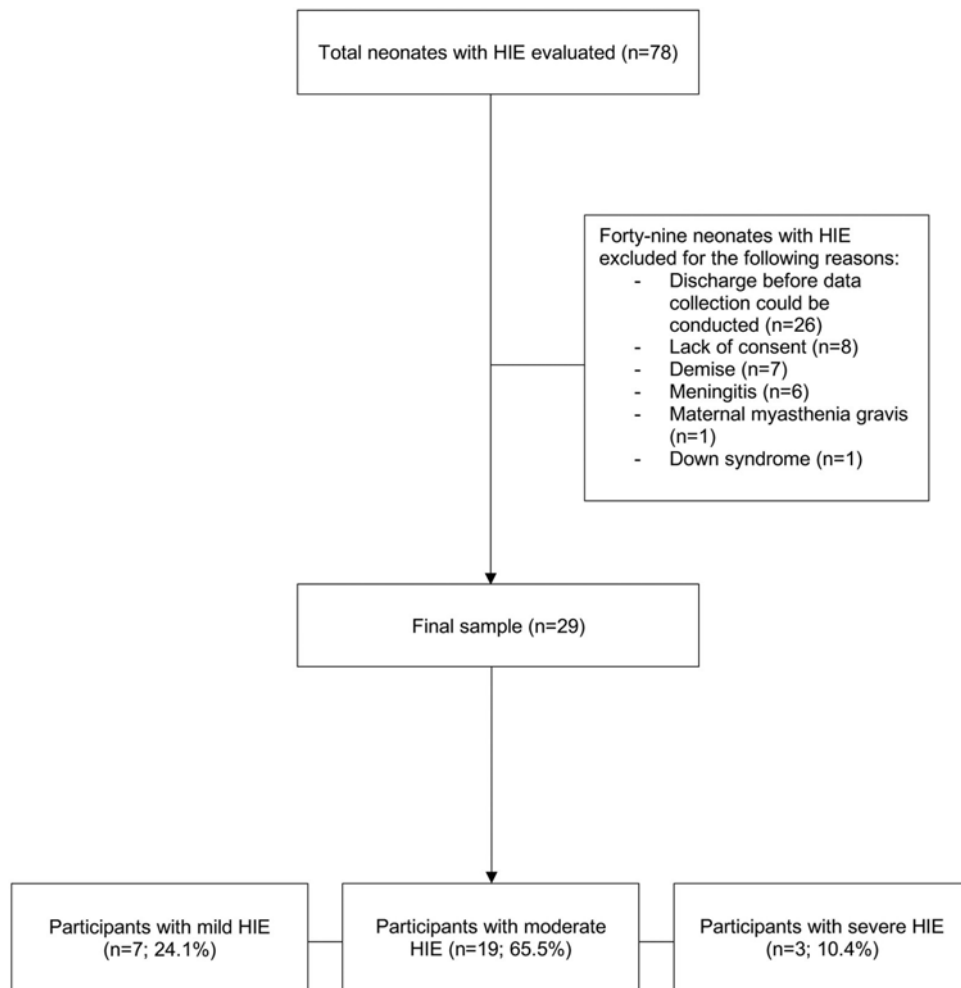 Total neonates with HIE evaluated (n=78)
Forty-nine neonates with HIE
excluded for the following reasons:
- Discharge before data
collection could be
conducted (n=26)
- Lack of consent (n=8)
- Demise (n=7)
- Meningitis (n=6)
- Maternal myasthenia gravis
(n=1)
- Down syndrome (n=1)
Final sample (n=29)
Participants with mild HIE
(n=7; 24.1%)
Participants with moderate
HIE (n=19; 65.5%)
Participants with severe HIE
(n=3; 10.4%)